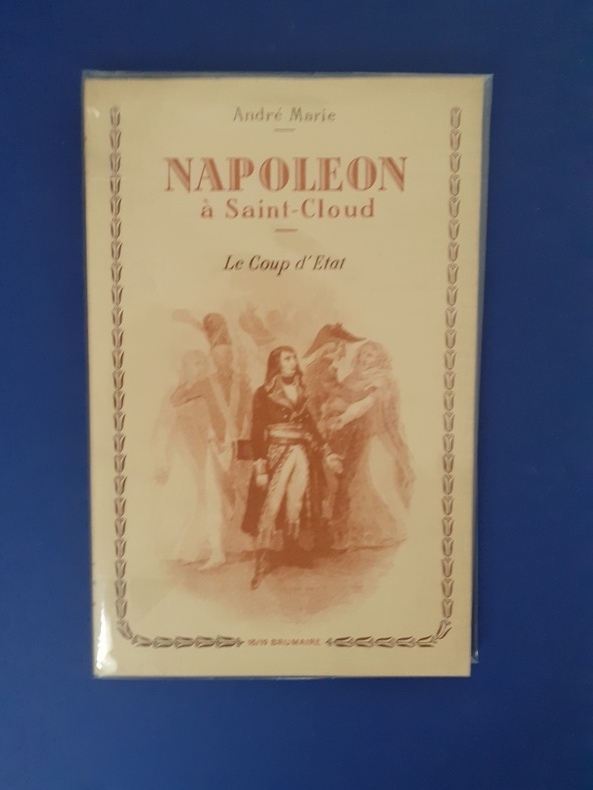 André Marie
NAPOLEON
à Saint-Cloud
Le Coup d'Etat
18/19 BRUMAIRE